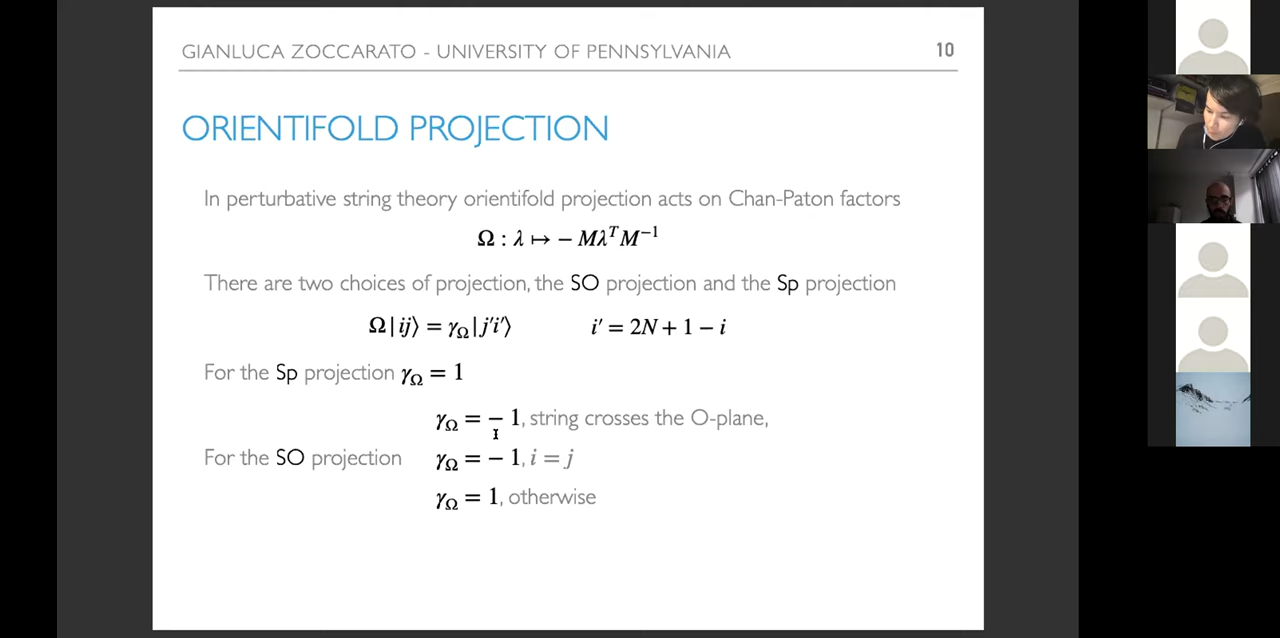 GIANLUCA ZOCCARATO - UNIVERSITY OF PENNSYLVANIA 10
ORIENTIFOLD PROJECTION
In perturbative string theory orientifold projection acts on Chan-Paton factors
Ω : λ ↦ − MλᵀM⁻¹
There are two choices of projection, the SO projection and the Sp projection
Ω|ij⟩ = γ_Ω|j′i′⟩ i′ = 2N + 1 − i
For the Sp projection γ_Ω = 1
γ_Ω = − 1, string crosses the O-plane,
For the SO projection γ_Ω = − 1, i = j
γ_Ω = 1, otherwise